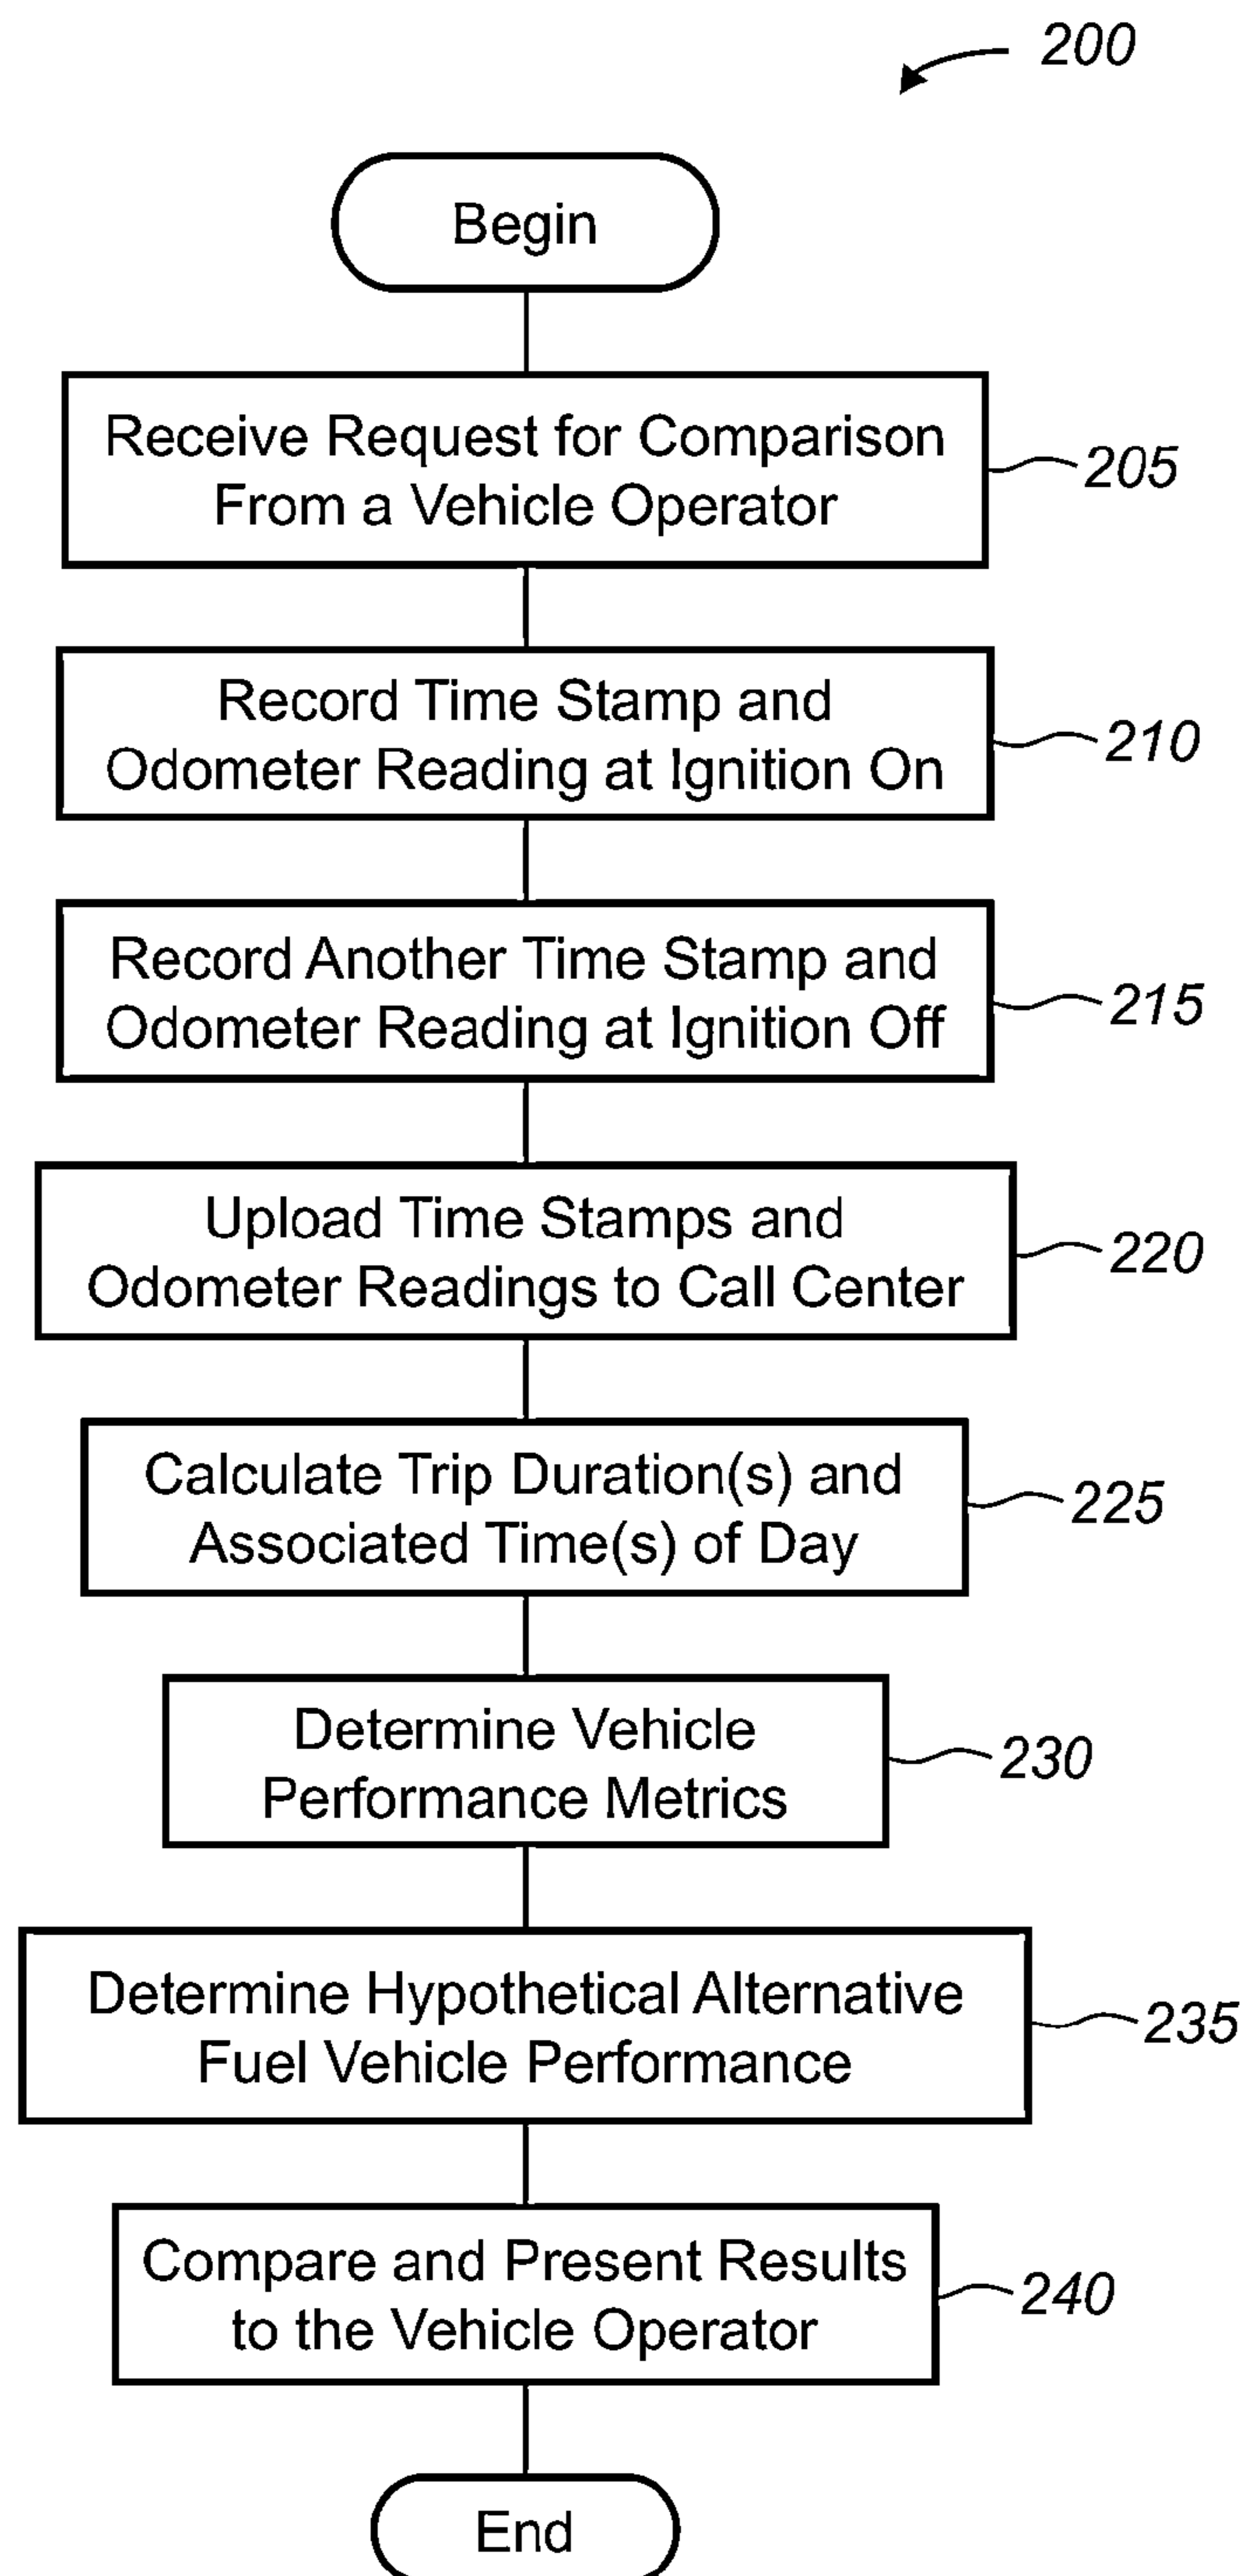 200
Begin
Receive Request for Comparison
From a Vehicle Operator
205
Record Time Stamp and
Odometer Reading at Ignition On
210
Record Another Time Stamp and
Odometer Reading at Ignition Off
215
Upload Time Stamps and
Odometer Readings to Call Center
220
Calculate Trip Duration(s) and
Associated Time(s) of Day
225
Determine Vehicle
Performance Metrics
230
Determine Hypothetical Alternative
Fuel Vehicle Performance
235
Compare and Present Results
to the Vehicle Operator
240
End